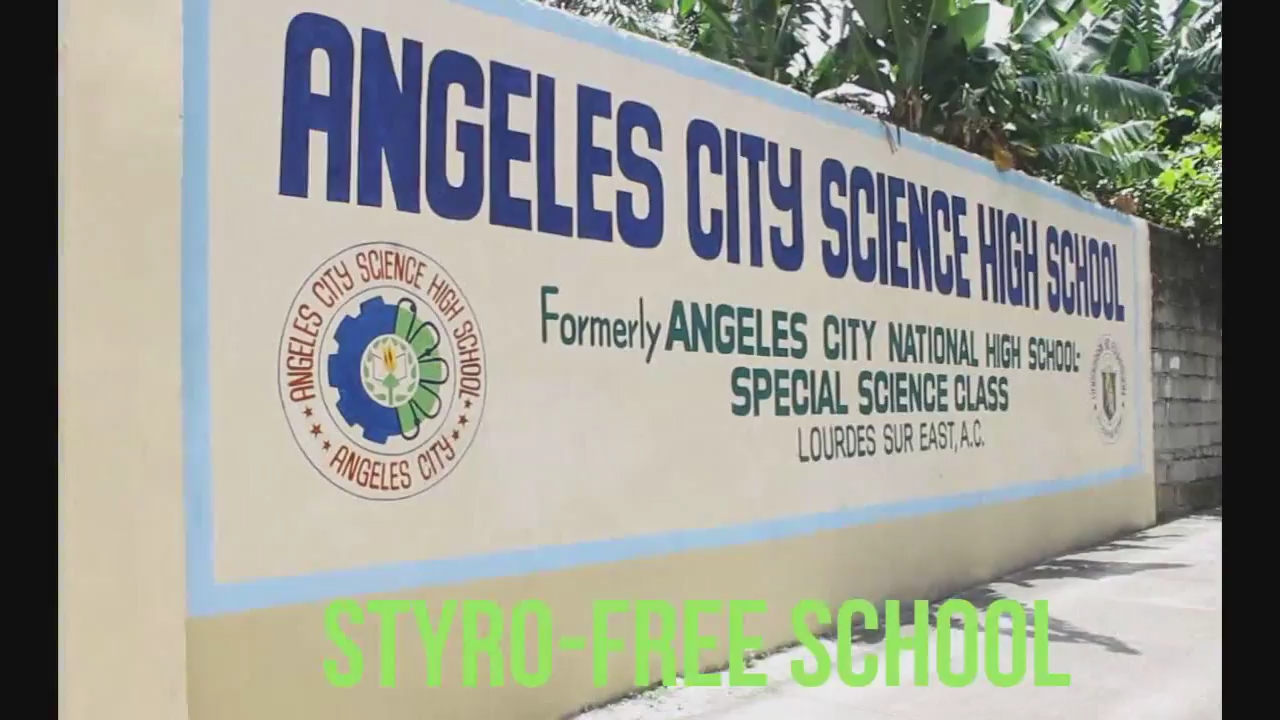 ANGELES CITY SCIENCE HIGH SCHOOL
Formerly ANGELES CITY NATIONAL HIGH SCHOOL-
SPECIAL SCIENCE CLASS
LOURDES SUR EAST, A.C.
ANGELES CITY SCIENCE HIGH SCHOOL
ANGELES CITY
STYRO-FREE SCHOOL